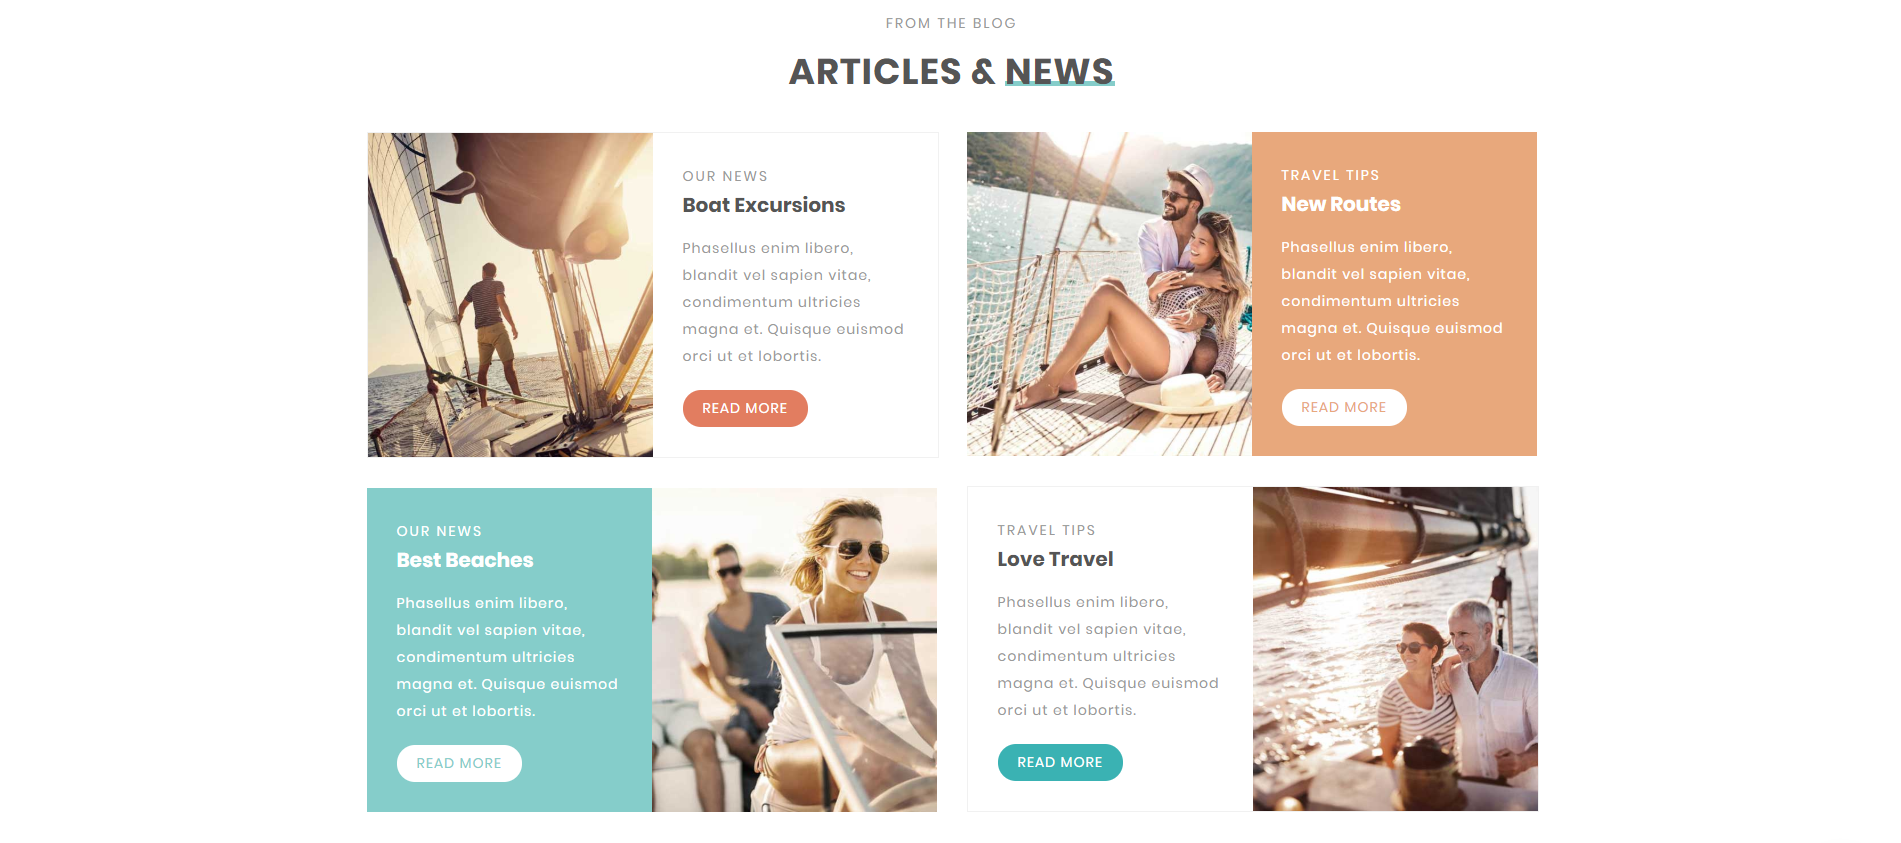 FROM THE BLOG
ARTICLES & NEWS
OUR NEWS
Boat Excursions
Phasellus enim libero,
blandit vel sapien vitae,
condimentum ultricies
magna et. Quisque euismod
orci ut et lobortis.
READ MORE
TRAVEL TIPS
New Routes
Phasellus enim libero,
blandit vel sapien vitae,
condimentum ultricies
magna et. Quisque euismod
orci ut et lobortis.
READ MORE
OUR NEWS
Best Beaches
Phasellus enim libero,
blandit vel sapien vitae,
condimentum ultricies
magna et. Quisque euismod
orci ut et lobortis.
READ MORE
TRAVEL TIPS
Love Travel
Phasellus enim libero,
blandit vel sapien vitae,
condimentum ultricies
magna et. Quisque euismod
orci ut et lobortis.
READ MORE